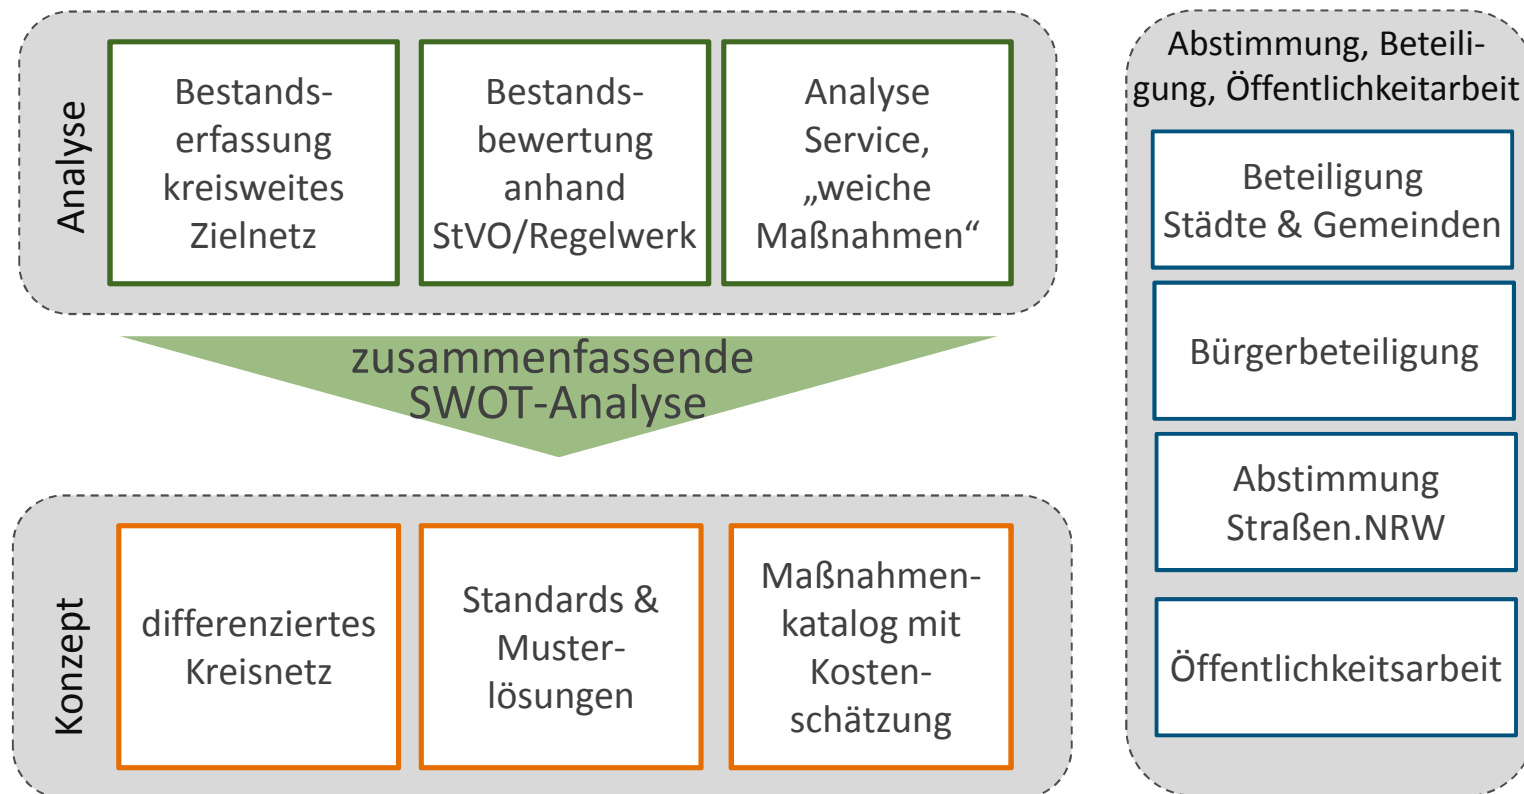 Analyse
Bestands-
erfassung
kreisweites
Zielnetz
Bestands-
bewertung
anhand
StVO/Regelwerk
Analyse
Service,
„weiche
Maßnahmen“
zusammenfassende
SWOT-Analyse
Konzept
differenziertes
Kreisnetz
Standards &
Muster-
lösungen
Maßnahmen-
katalog mit
Kosten-
schätzung
Abstimmung, Beteili-
gung, Öffentlichkeitarbeit
Beteiligung
Städte & Gemeinden
Bürgerbeteiligung
Abstimmung
Straßen.NRW
Öffentlichkeitsarbeit